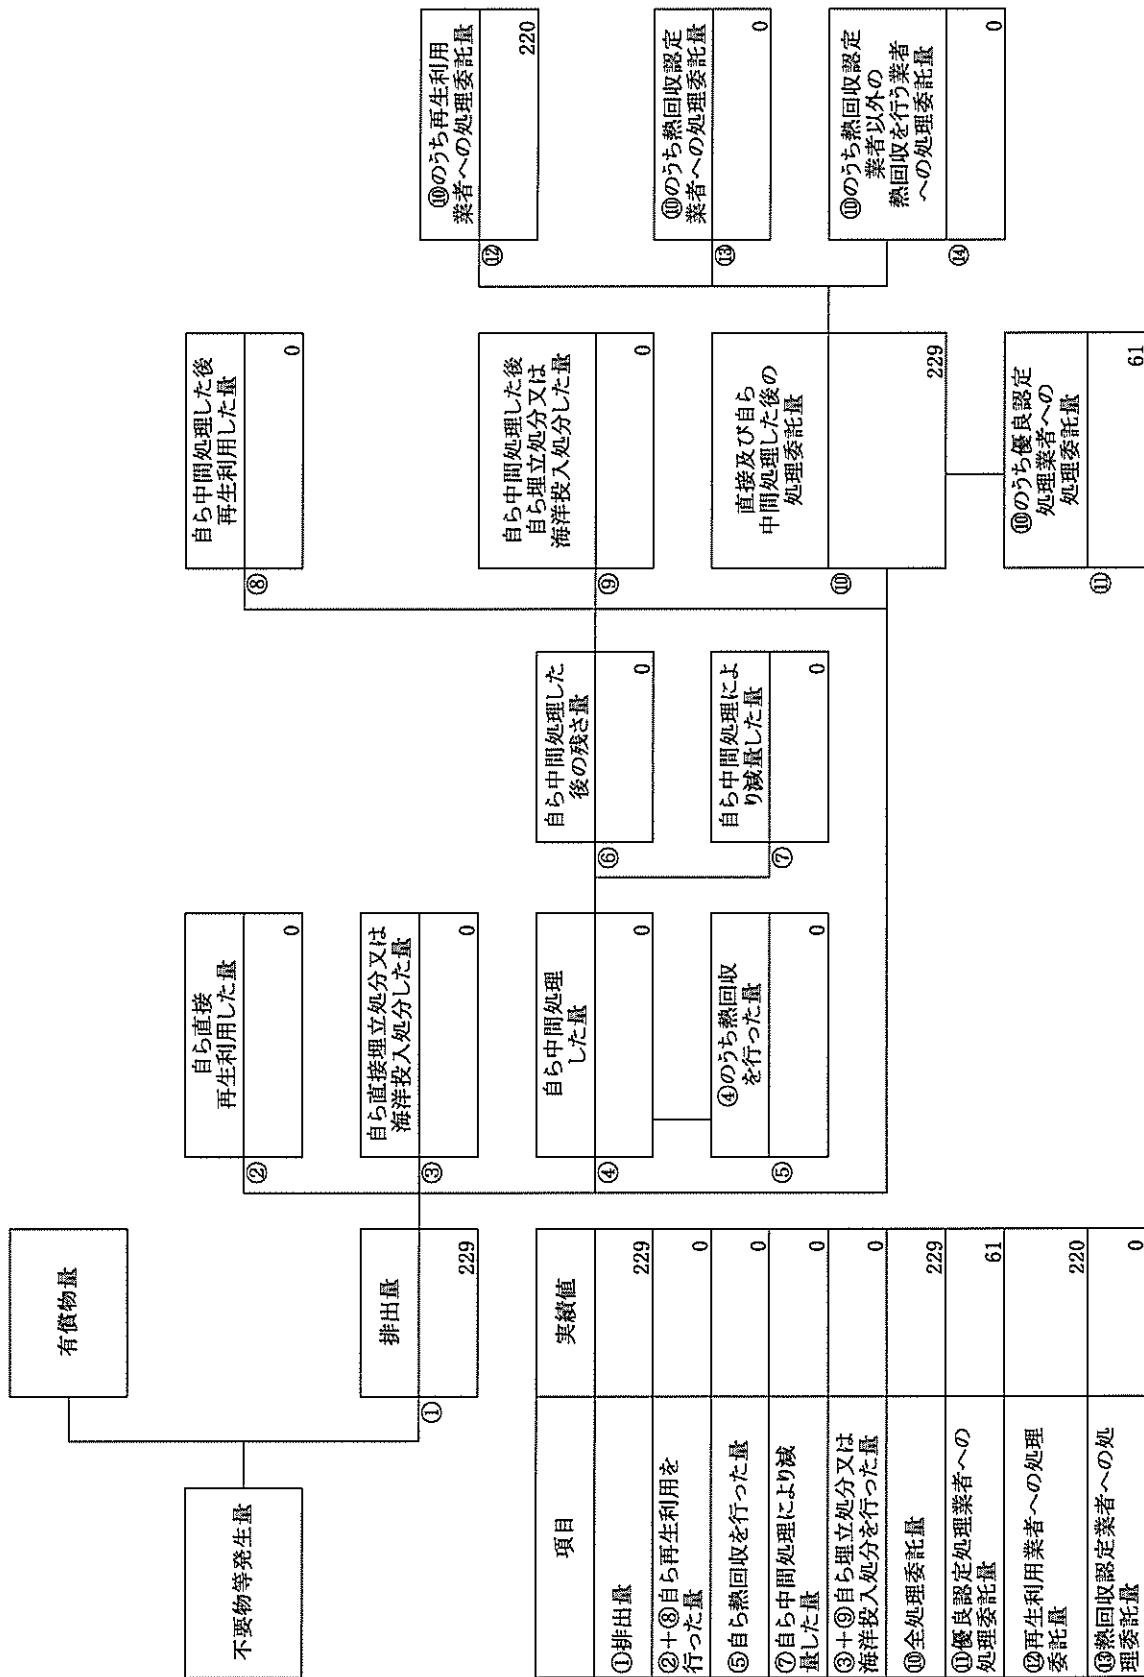 不要物等発生量
有償物量
排出量
①
229
自ら直接
再生利用した量
②
0
自ら直接埋立処分又は
海洋投入処分した量
③
0
自ら中間処理
した量
④
0
④のうち熱回収
を行った量
⑤
0
自ら中間処理した
後の残さ量
⑥
0
自ら中間処理によ
り減量した量
⑦
0
自ら中間処理した後
再生利用した量
⑧
0
自ら中間処理した後
自ら埋立処分又は
海洋投入処分した量
⑨
0
直接及び自ら
中間処理した後の
処理委託量
⑩
229
⑩のうち優良認定
処理業者への
処理委託量
⑪
61
⑩のうち再生利用
業者への処理委託量
⑫
220
⑩のうち熱回収認定
業者への処理委託量
⑬
0
⑩のうち熱回収認定
業者以外の
熱回収を行う業者
への処理委託量
⑭
0
項目 実績値
①排出量 229
②+⑧自ら再生利用を
行った量 0
⑤自ら熱回収を行った量 0
⑦自ら中間処理により減
量した量 0
③+⑨自ら埋立処分又は
海洋投入処分を行った量 0
⑩全処理委託量 229
⑪優良認定処理業者への
処理委託量 61
⑫再生利用業者への処理
委託量 220
⑬熱回収認定業者への処
理委託量 0